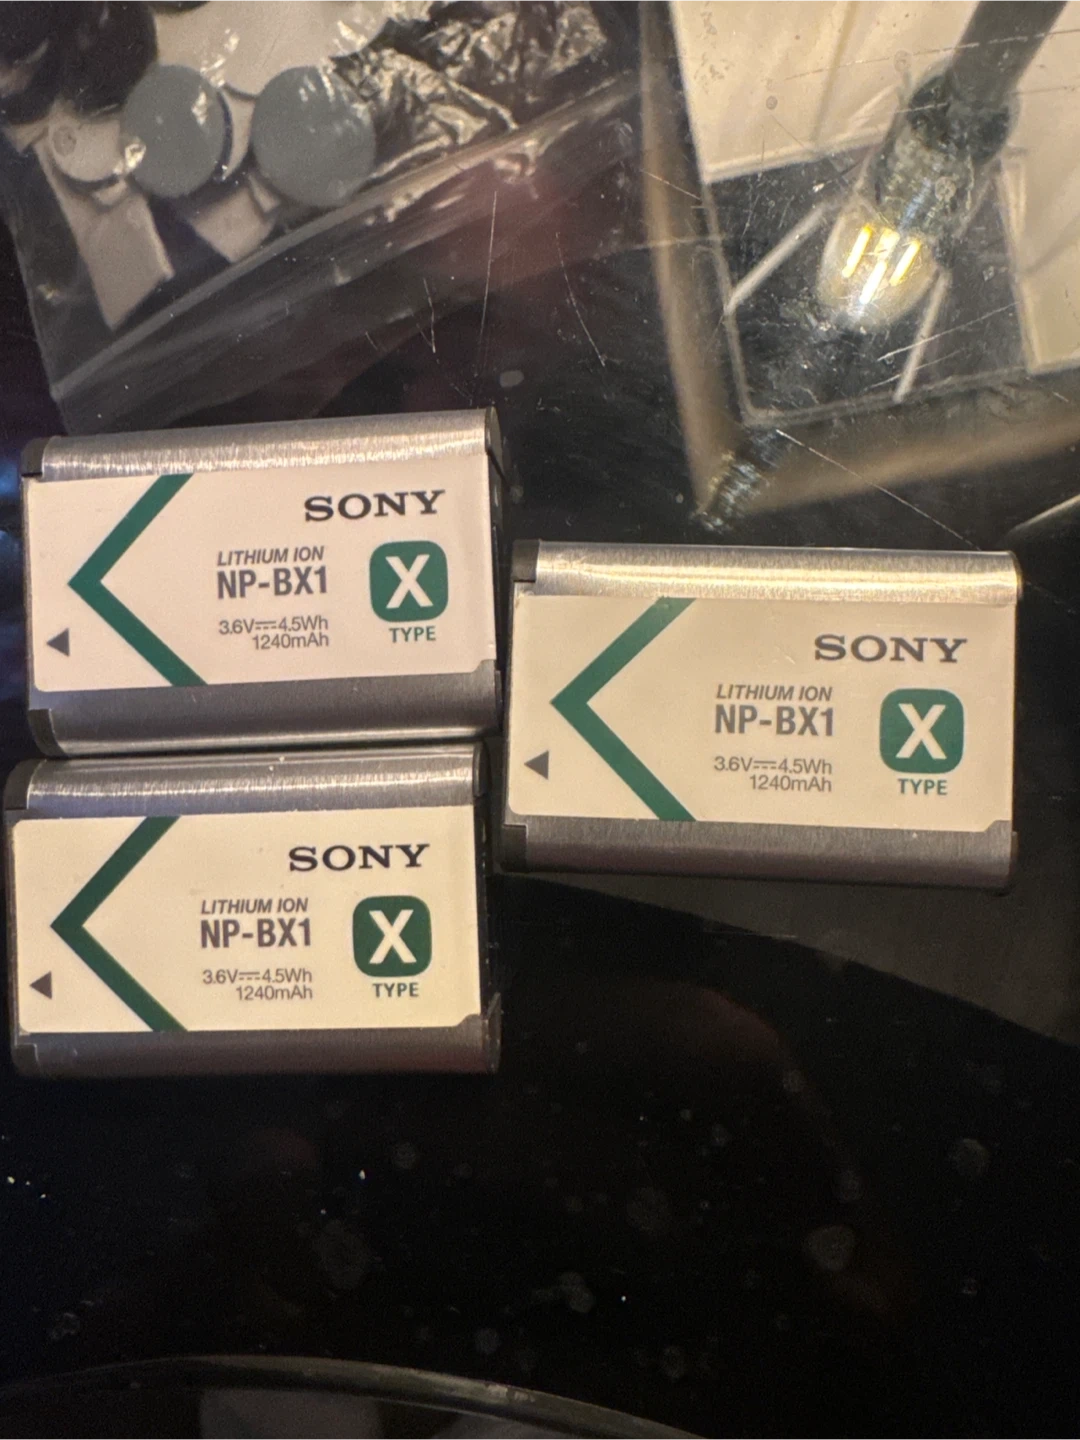 SONY
LITHIUM ION
NP-BX1
3.6V⎓4.5Wh
1240mAh
X
TYPE
SONY
LITHIUM ION
NP-BX1
3.6V⎓4.5Wh
1240mAh
X
TYPE
SONY
LITHIUM ION
NP-BX1
3.6V⎓4.5Wh
1240mAh
X
TYPE